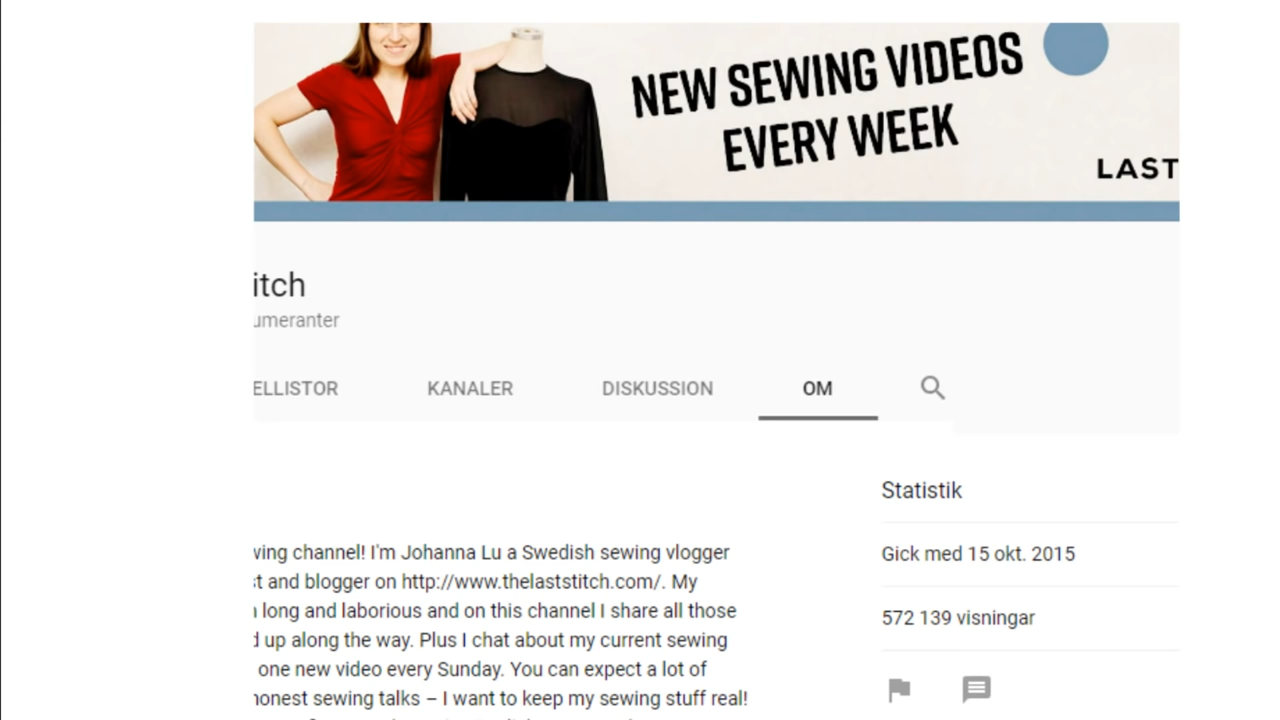 NEW SEWING VIDEOS
EVERY WEEK
LAST
itch
umeranter
ELLISTOR KANALER DISKUSSION OM
Statistik
Gick med 15 okt. 2015
572 139 visningar
ving channel! I'm Johanna Lu a Swedish sewing vlogger
t and blogger on http://www.thelaststitch.com/. My
long and laborious and on this channel I share all those
d up along the way. Plus I chat about my current sewing
one new video every Sunday. You can expect a lot of
honest sewing talks – I want to keep my sewing stuff real!